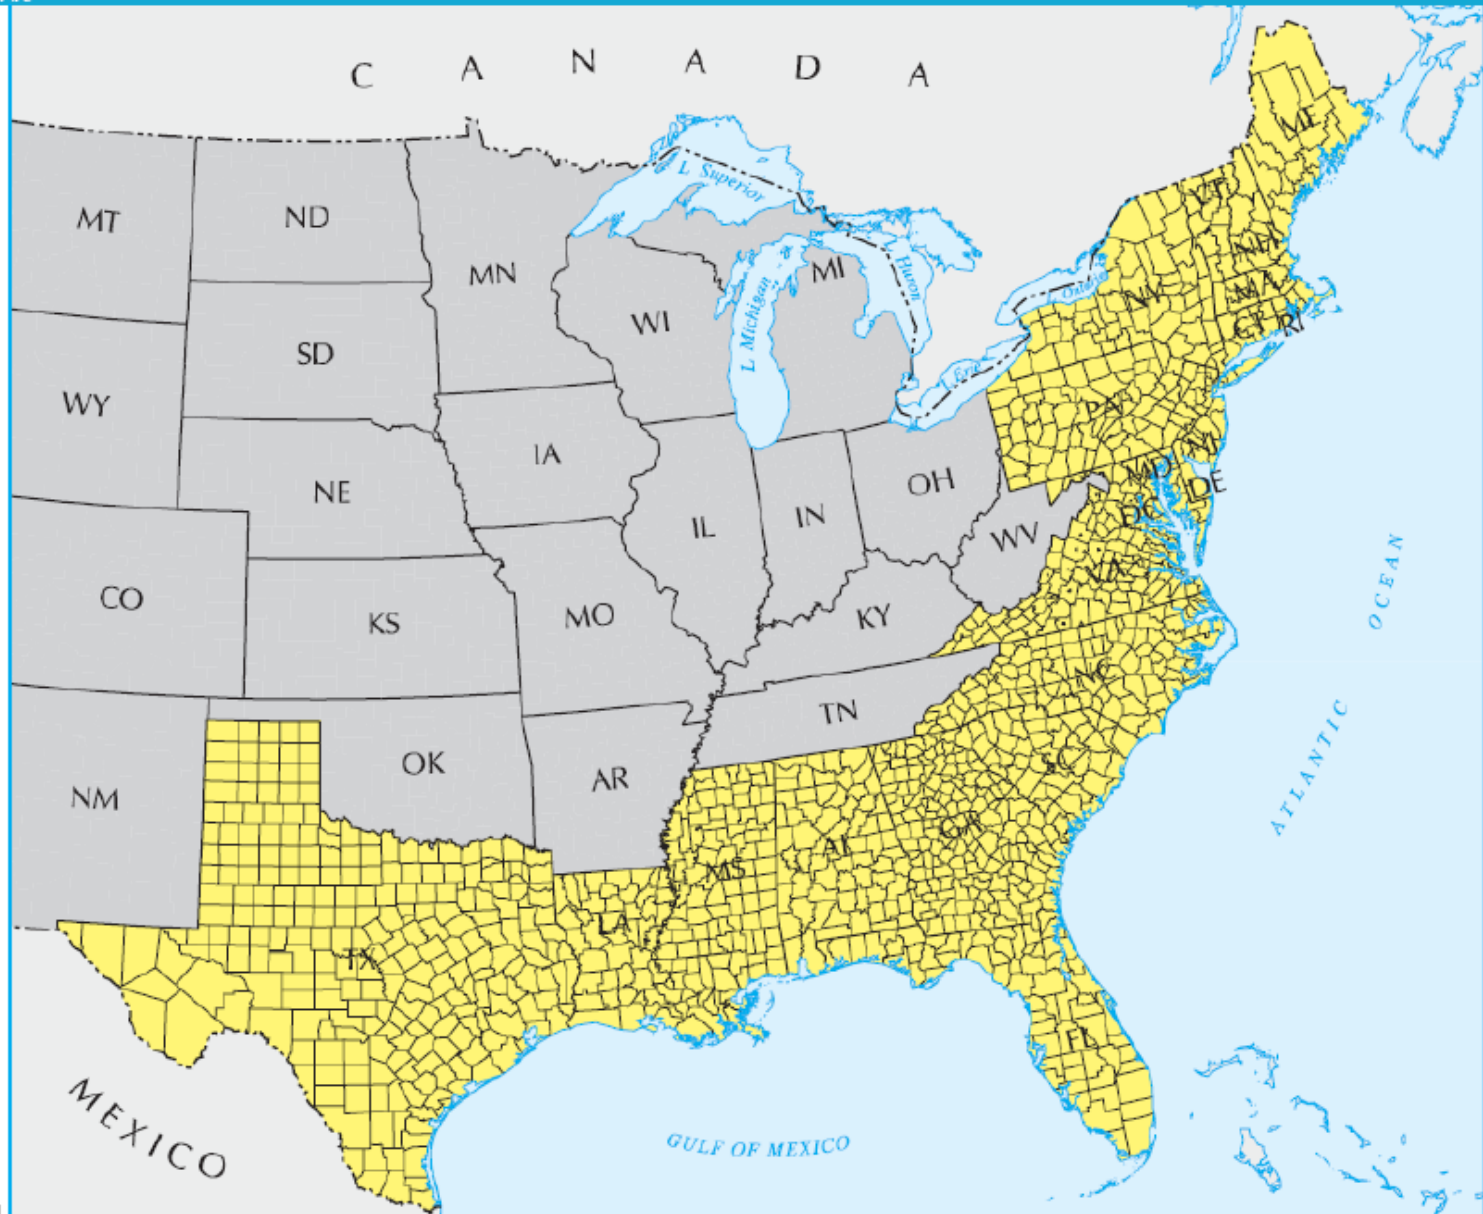 CANADA
ME
MT
ND
MN
L. Superior
VT
NH
MI
Huron
WI
L. Michigan
Ontario
NY
MA
CT RI
SD
L. Erie
WY
PA
NJ
IA
NE
OH
MD
DE
IL
IN
DC
WV
VA
CO
KS
MO
KY
OCEAN
NC
TN
OK
AR
SC
ATLANTIC
NM
GA
AL
MS
LA
TX
FL
MEXICO
GULF OF MEXICO